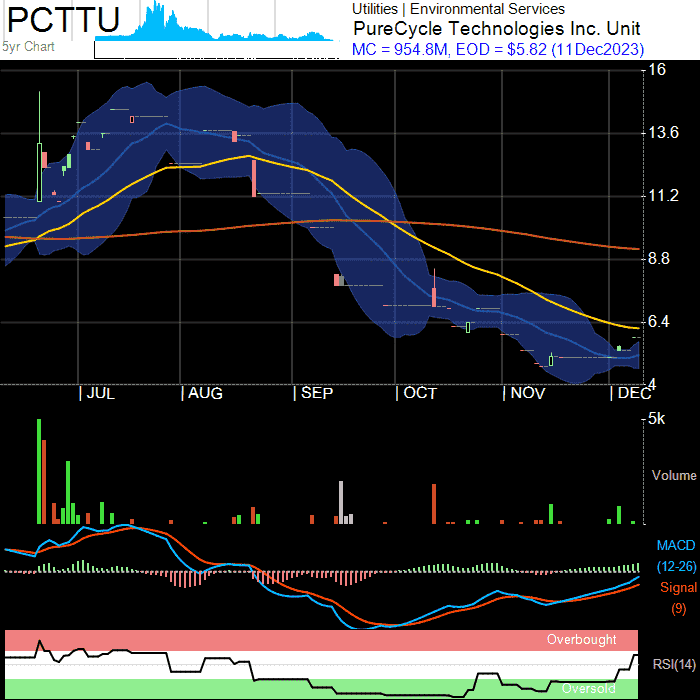 PCTTU
5yr Chart
Utilities | Environmental Services
PureCycle Technologies Inc. Unit
MC = 954.8M, EOD = $5.82 (11Dec2023)
16
13.6
11.2
8.8
6.4
4
JUL AUG SEP OCT NOV DEC
5k
Volume
MACD
(12-26)
Signal
(9)
Overbought
RSI(14)
Oversold